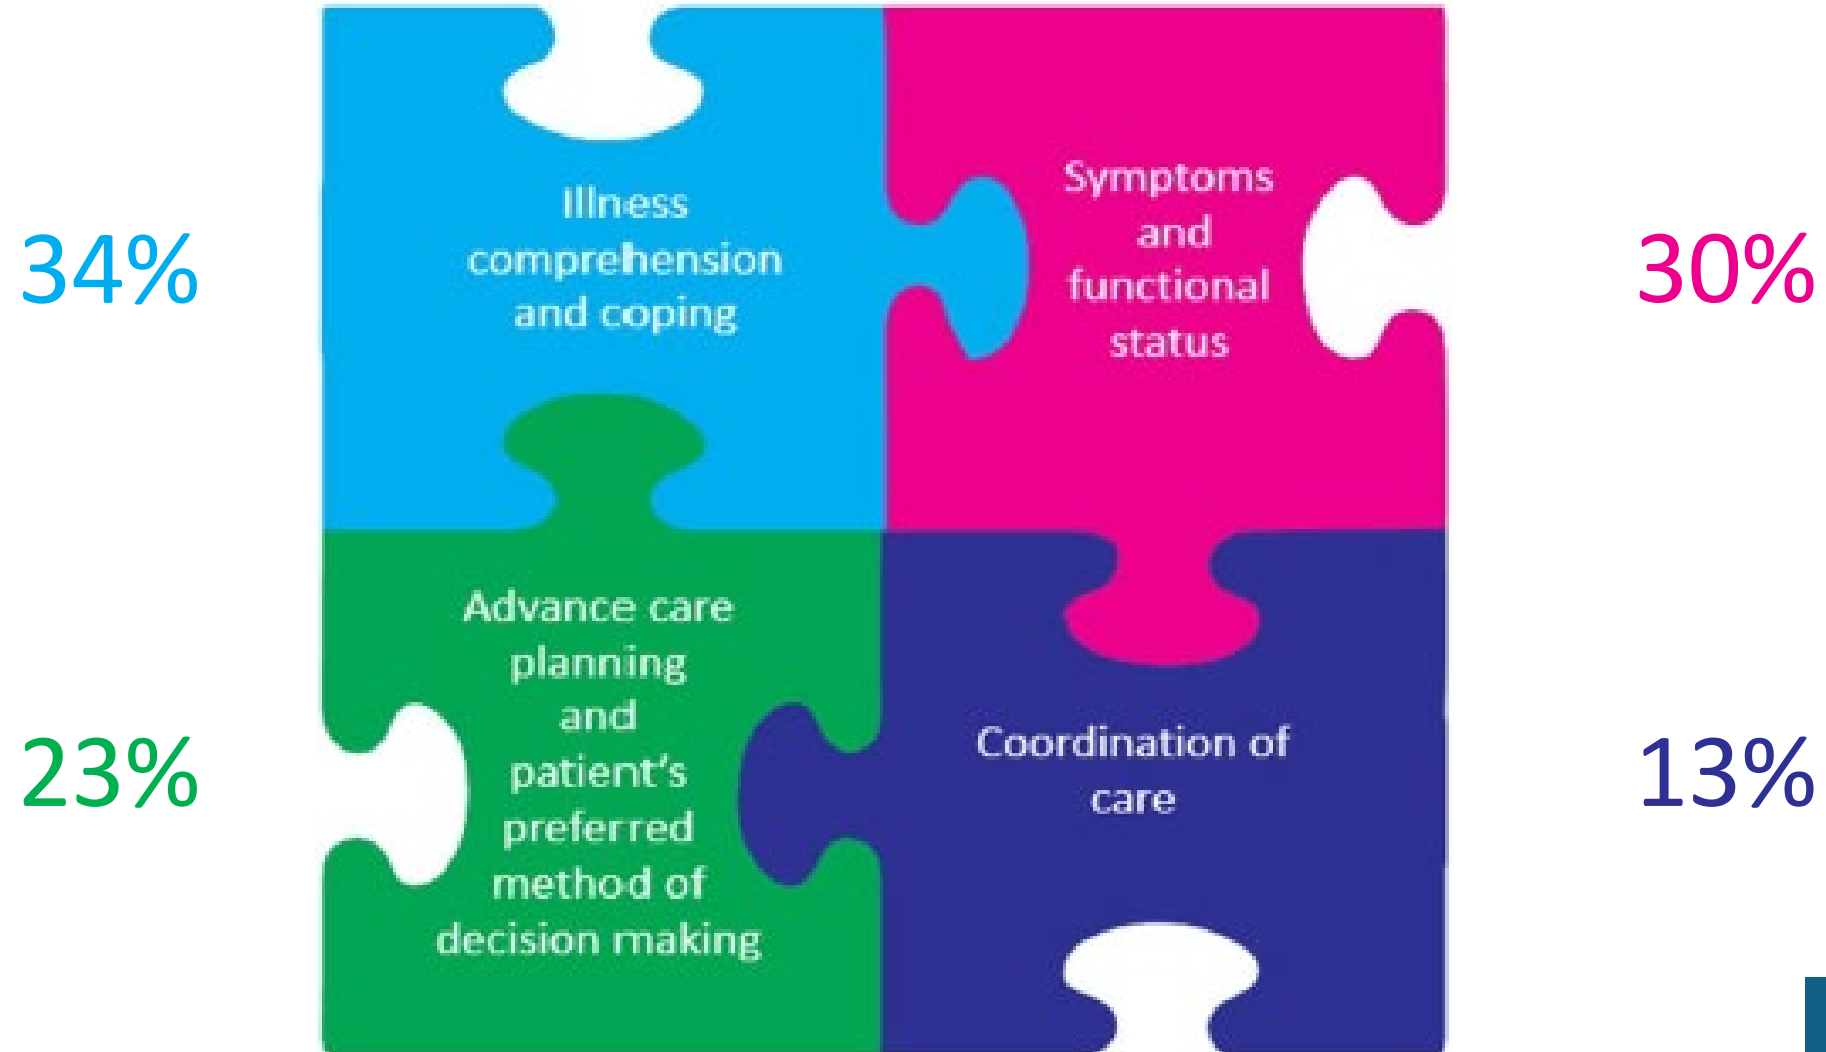 34%
Illness
comprehension
and coping
Symptoms
and
functional
status
30%
23%
Advance care
planning
and
patient's
preferred
method of
decision making
Coordination of
care
13%